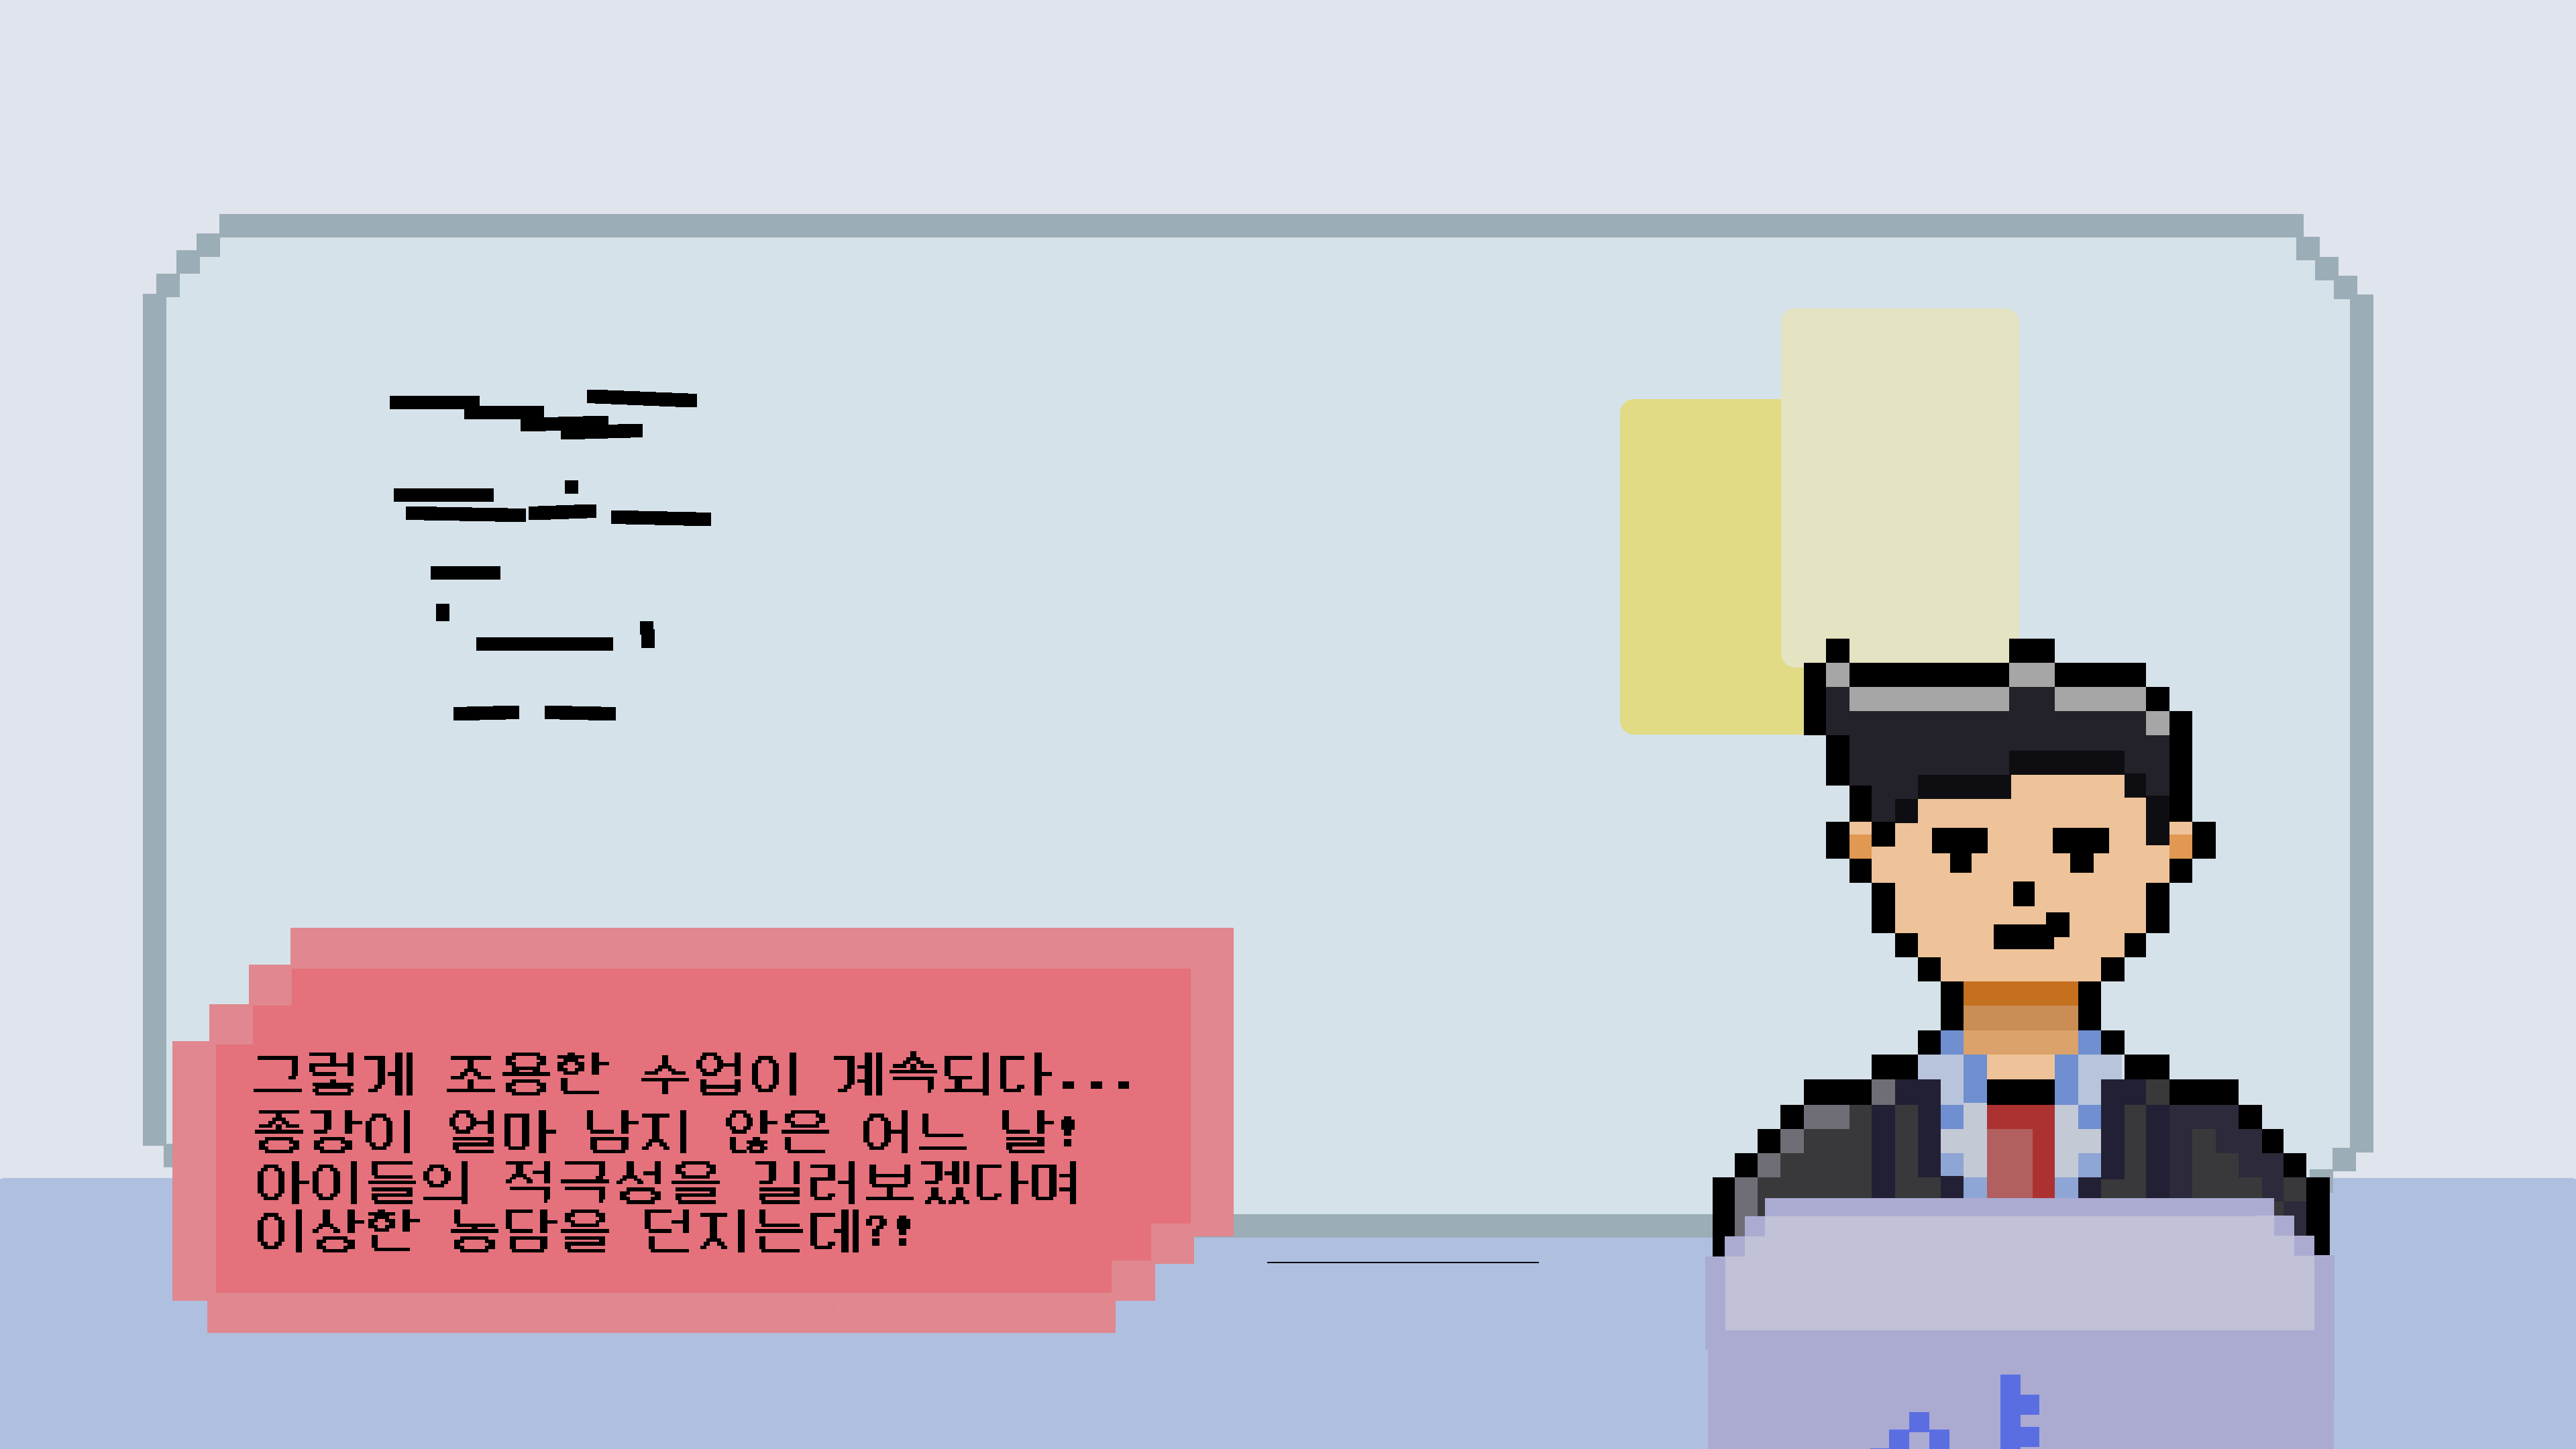 그렇게 조용한 수업이 계속되다...
종강이 얼마 남지 않은 어느 날!
아이들의 적극성을 길러보겠다며
이상한 농담을 던지는데?!